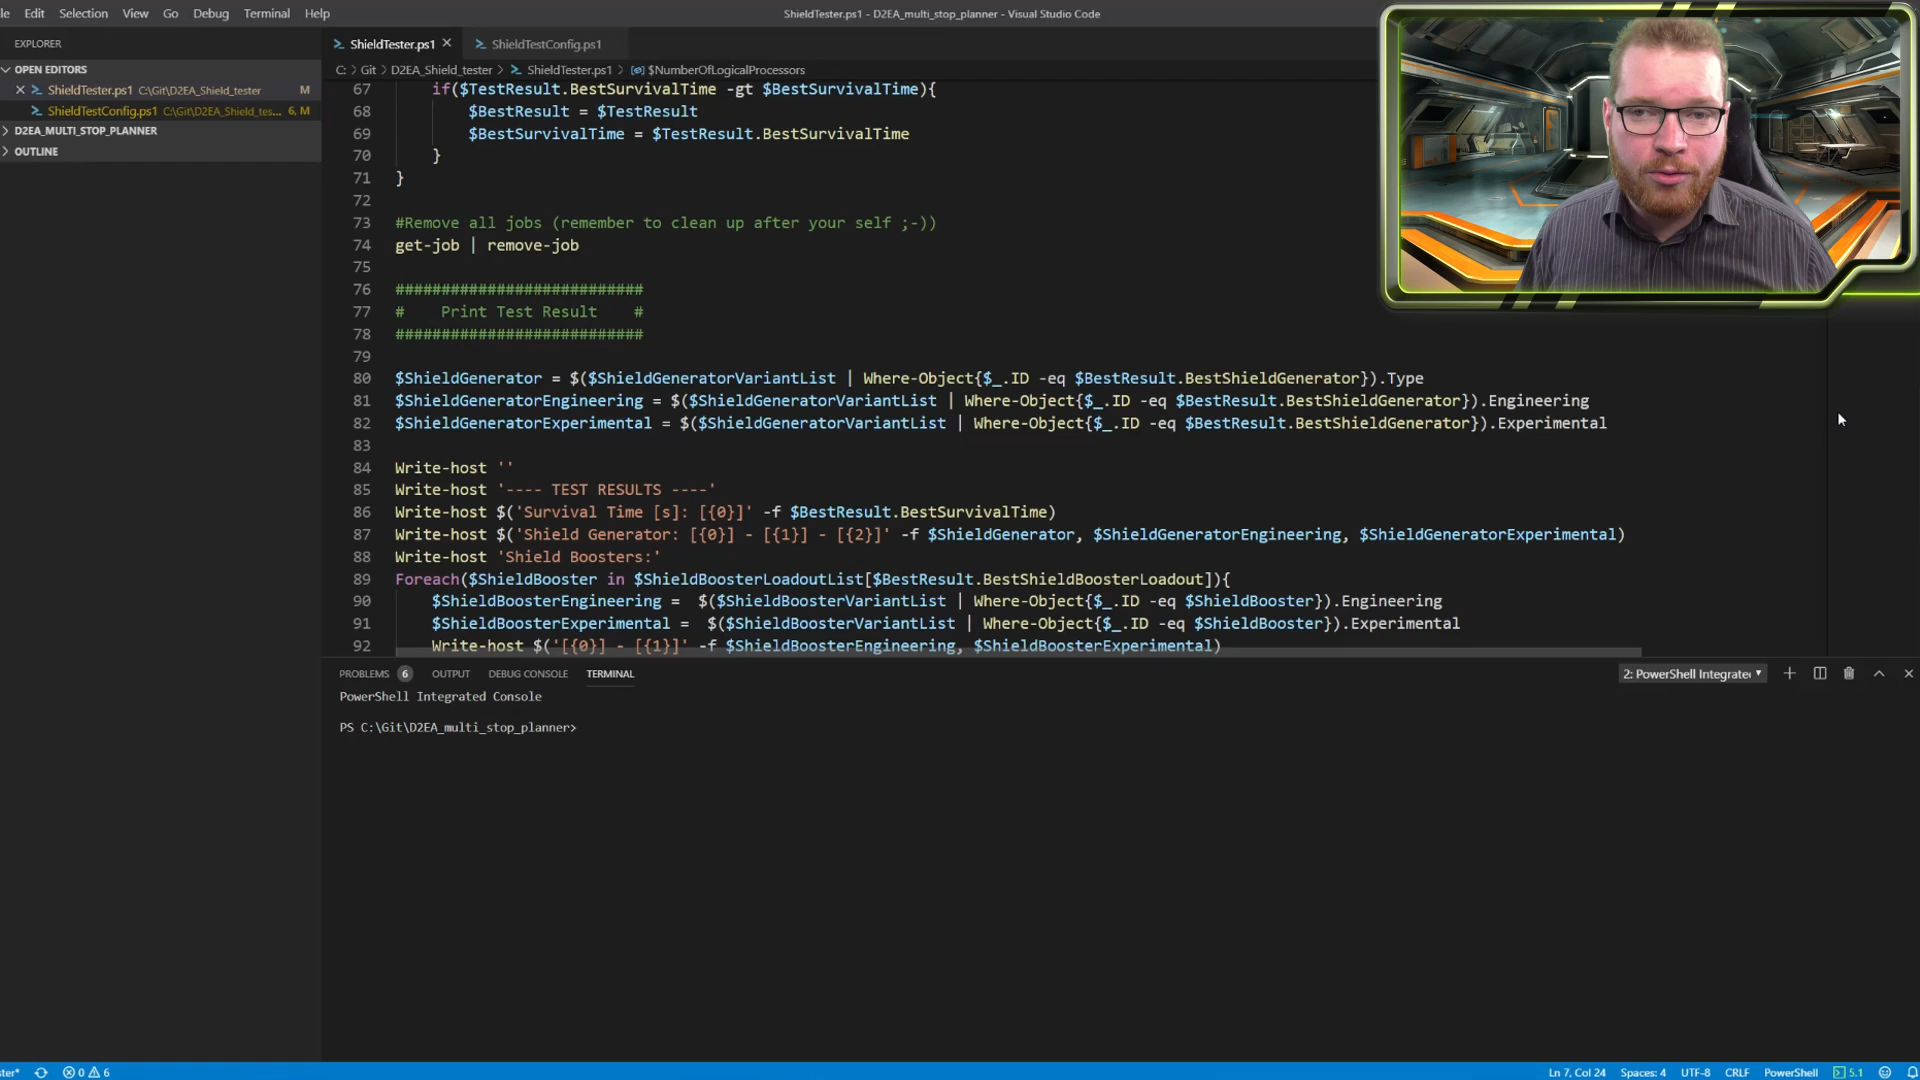 le Edit Selection View Go Debug Terminal Help
ShieldTester.ps1 - D2EA_multi_stop_planner - Visual Studio Code
EXPLORER
OPEN EDITORS
ShieldTester.ps1 C:\Git\D2EA_Shield_tester M
ShieldTestConfig.ps1 C:\Git\D2EA_Shield_tes... 6, M
D2EA_MULTI_STOP_PLANNER
OUTLINE
ShieldTester.ps1 ShieldTestConfig.ps1
C: > Git > D2EA_Shield_tester > ShieldTester.ps1 > $NumberOfLogicalProcessors
67 if($TestResult.BestSurvivalTime -gt $BestSurvivalTime){
68 $BestResult = $TestResult
69 $BestSurvivalTime = $TestResult.BestSurvivalTime
70 }
71 }
72
73 #Remove all jobs (remember to clean up after your self ;-))
74 get-job | remove-job
75
76 ###########################
77 #    Print Test Result    #
78 ###########################
79
80 $ShieldGenerator = $($ShieldGeneratorVariantList | Where-Object{$_.ID -eq $BestResult.BestShieldGenerator}).Type
81 $ShieldGeneratorEngineering = $($ShieldGeneratorVariantList | Where-Object{$_.ID -eq $BestResult.BestShieldGenerator}).Engineering
82 $ShieldGeneratorExperimental = $($ShieldGeneratorVariantList | Where-Object{$_.ID -eq $BestResult.BestShieldGenerator}).Experimental
83
84 Write-host ''
85 Write-host '---- TEST RESULTS ----'
86 Write-host $('Survival Time [s]: [{0}]' -f $BestResult.BestSurvivalTime)
87 Write-host $('Shield Generator: [{0}] - [{1}] - [{2}]' -f $ShieldGenerator, $ShieldGeneratorEngineering, $ShieldGeneratorExperimental)
88 Write-host 'Shield Boosters:'
89 Foreach($ShieldBooster in $ShieldBoosterLoadoutList[$BestResult.BestShieldBoosterLoadout]){
90 $ShieldBoosterEngineering =  $($ShieldBoosterVariantList | Where-Object{$_.ID -eq $ShieldBooster}).Engineering
91 $ShieldBoosterExperimental =  $($ShieldBoosterVariantList | Where-Object{$_.ID -eq $ShieldBooster}).Experimental
92 Write-host $('[{0}] - [{1}]' -f $ShieldBoosterEngineering, $ShieldBoosterExperimental)
PROBLEMS 6 OUTPUT DEBUG CONSOLE TERMINAL 2: PowerShell Integrate
PowerShell Integrated Console
PS C:\Git\D2EA_multi_stop_planner>
ter* 0 6 Ln 7, Col 24 Spaces: 4 UTF-8 CRLF PowerShell 5.1